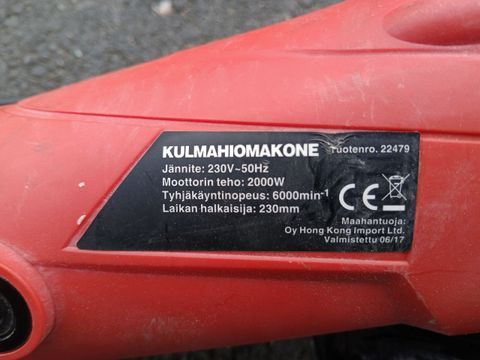 KULMAHIOMAKONE Tuotenro. 22479
Jännite: 230V~50Hz
Moottorin teho: 2000W
Tyhjäkäyntinopeus: 6000min-1
Laikan halkaisija: 230mm
CE
Maahantuoja:
Oy Hong Kong Import Ltd.
Valmistettu 06/17